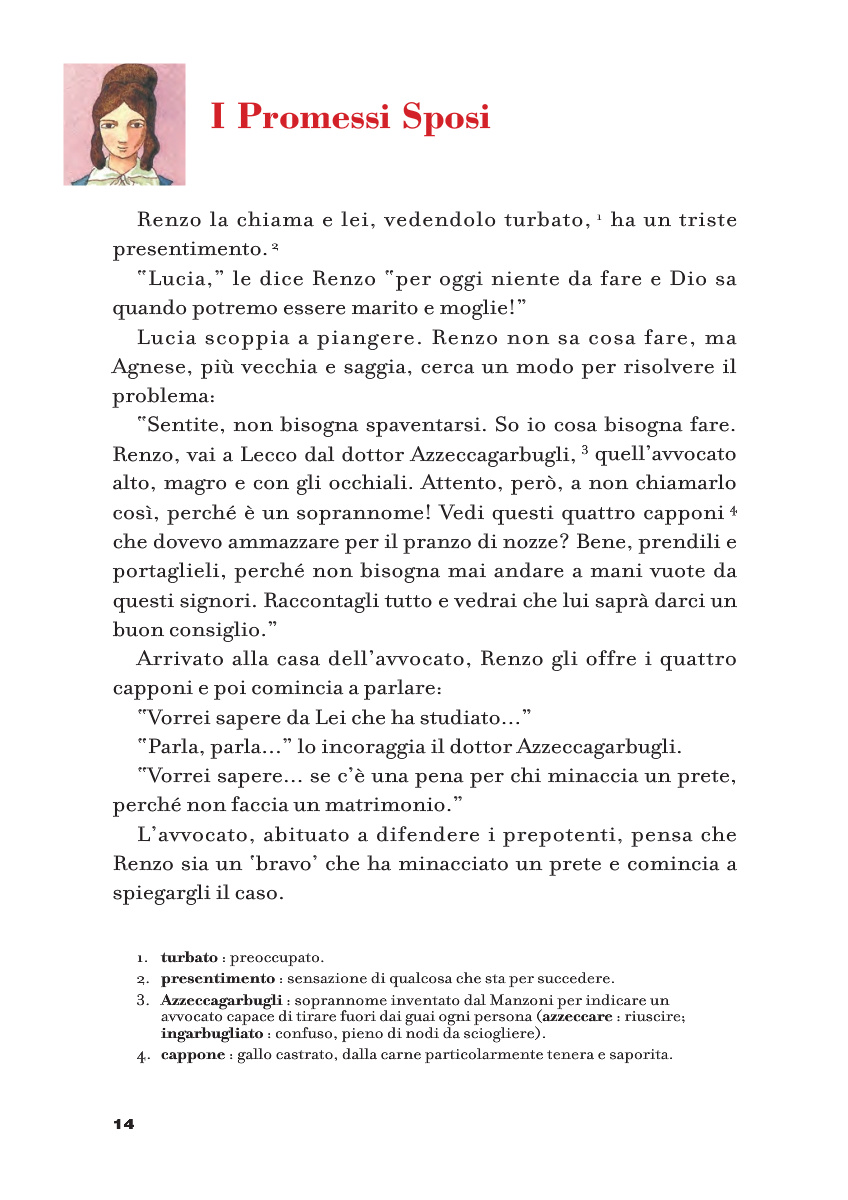 I Promessi Sposi
Renzo la chiama e lei, vedendolo turbato, 1 ha un triste
presentimento. 2
“Lucia,” le dice Renzo “per oggi niente da fare e Dio sa
quando potremo essere marito e moglie!”
Lucia scoppia a piangere. Renzo non sa cosa fare, ma
Agnese, più vecchia e saggia, cerca un modo per risolvere il
problema:
“Sentite, non bisogna spaventarsi. So io cosa bisogna fare.
Renzo, vai a Lecco dal dottor Azzeccagarbugli, 3 quell’avvocato
alto, magro e con gli occhiali. Attento, però, a non chiamarlo
così, perché è un soprannome! Vedi questi quattro capponi 4
che dovevo ammazzare per il pranzo di nozze? Bene, prendili e
portaglieli, perché non bisogna mai andare a mani vuote da
questi signori. Raccontagli tutto e vedrai che lui saprà darci un
buon consiglio.”
Arrivato alla casa dell’avvocato, Renzo gli offre i quattro
capponi e poi comincia a parlare:
“Vorrei sapere da Lei che ha studiato...”
“Parla, parla...” lo incoraggia il dottor Azzeccagarbugli.
“Vorrei sapere... se c’è una pena per chi minaccia un prete,
perché non faccia un matrimonio.”
L’avvocato, abituato a difendere i prepotenti, pensa che
Renzo sia un ‘bravo’ che ha minacciato un prete e comincia a
spiegargli il caso.
1. turbato : preoccupato.
2. presentimento : sensazione di qualcosa che sta per succedere.
3. Azzeccagarbugli : soprannome inventato dal Manzoni per indicare un
avvocato capace di tirare fuori dai guai ogni persona (azzeccare : riuscire;
ingarbugliato : confuso, pieno di nodi da sciogliere).
4. cappone : gallo castrato, dalla carne particolarmente tenera e saporita.
14